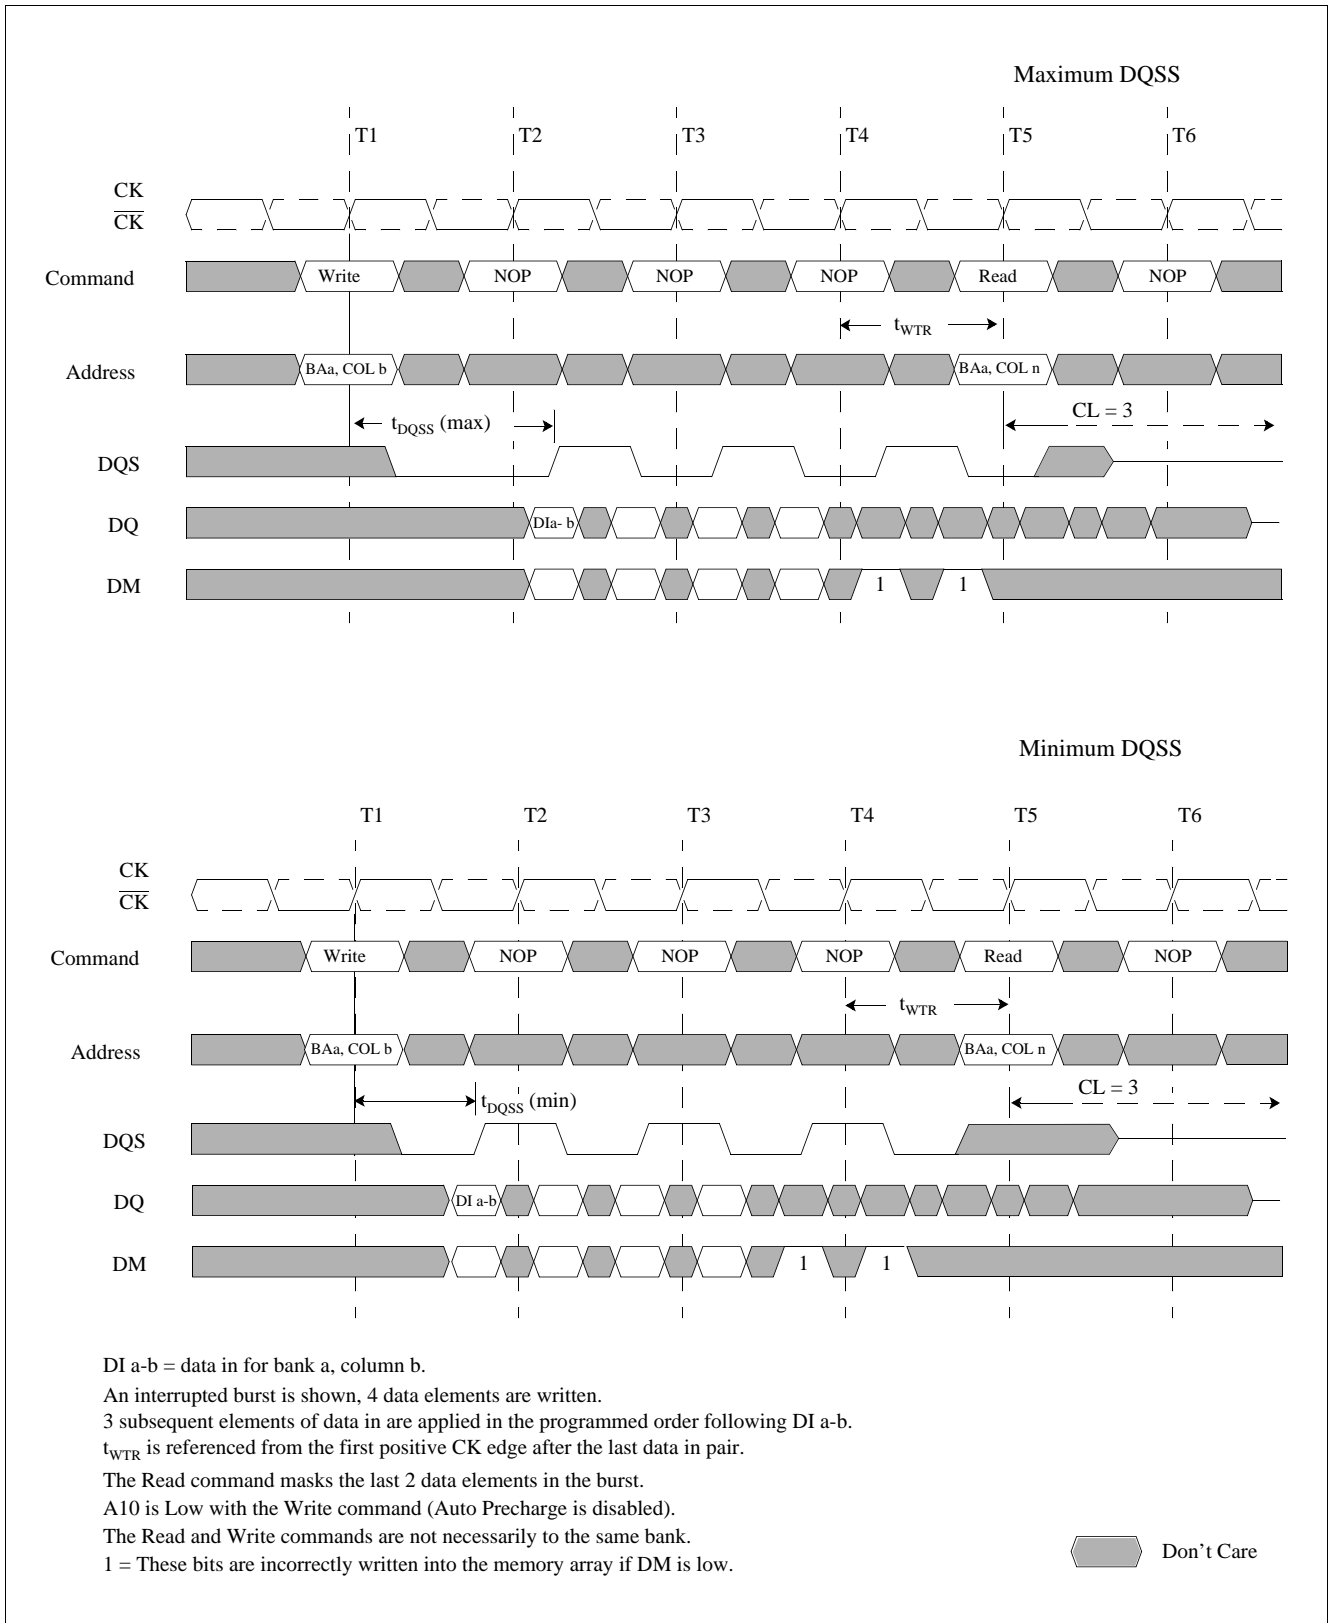 Maximum DQSS
T1 T2 T3 T4 T5 T6
CK
CK
Command Write NOP NOP NOP Read NOP
tWTR
Address BAa, COL b BAa, COL n
tDQSS (max) CL = 3
DQS
DQ DIa- b
DM 1 1
Minimum DQSS
T1 T2 T3 T4 T5 T6
CK
CK
Command Write NOP NOP NOP Read NOP
tWTR
Address BAa, COL b BAa, COL n
tDQSS (min) CL = 3
DQS
DQ DI a-b
DM 1 1
DI a-b = data in for bank a, column b.
An interrupted burst is shown, 4 data elements are written.
3 subsequent elements of data in are applied in the programmed order following DI a-b.
tWTR is referenced from the first positive CK edge after the last data in pair.
The Read command masks the last 2 data elements in the burst.
A10 is Low with the Write command (Auto Precharge is disabled).
The Read and Write commands are not necessarily to the same bank.
1 = These bits are incorrectly written into the memory array if DM is low.
Don't Care